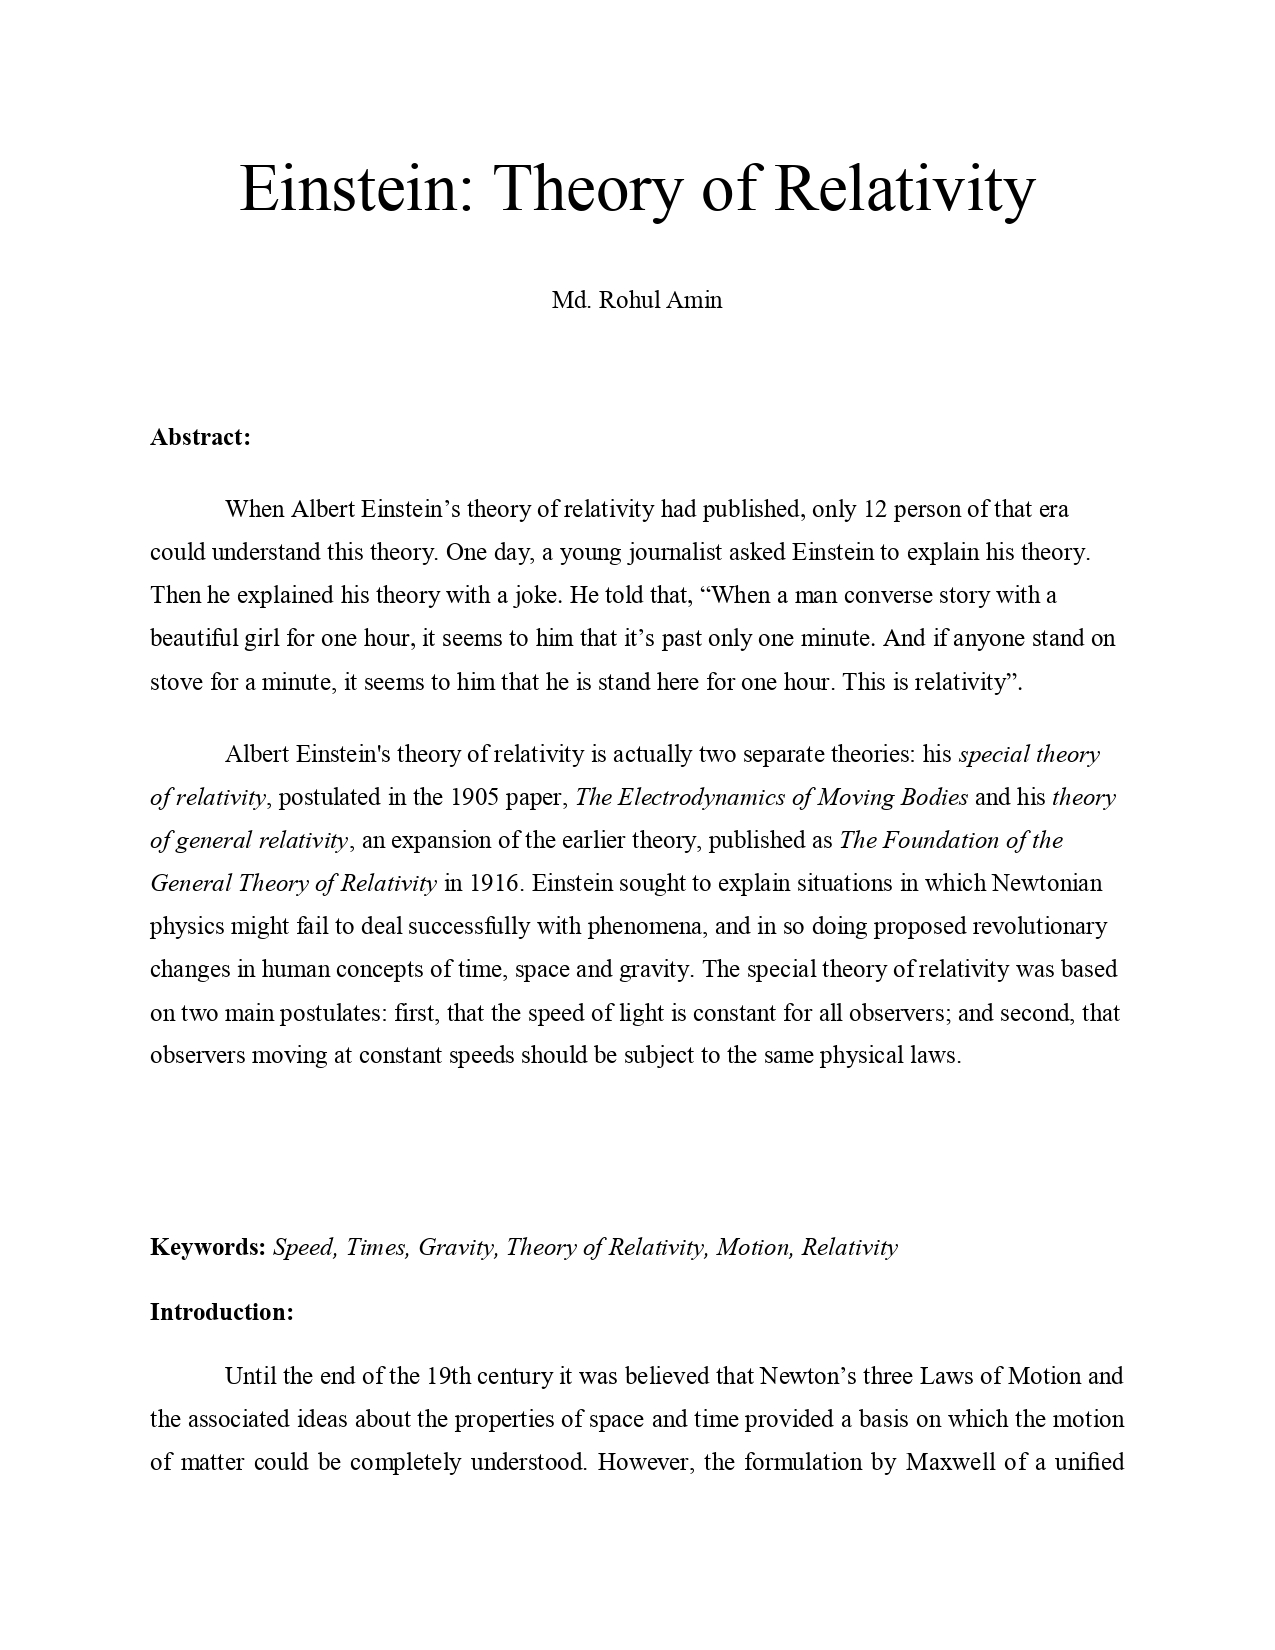 Einstein: Theory of Relativity
Md. Rohul Amin
Abstract:
When Albert Einstein’s theory of relativity had published, only 12 person of that era
could understand this theory. One day, a young journalist asked Einstein to explain his theory.
Then he explained his theory with a joke. He told that, “When a man converse story with a
beautiful girl for one hour, it seems to him that it’s past only one minute. And if anyone stand on
stove for a minute, it seems to him that he is stand here for one hour. This is relativity”.
Albert Einstein's theory of relativity is actually two separate theories: his special theory
of relativity, postulated in the 1905 paper, The Electrodynamics of Moving Bodies and his theory
of general relativity, an expansion of the earlier theory, published as The Foundation of the
General Theory of Relativity in 1916. Einstein sought to explain situations in which Newtonian
physics might fail to deal successfully with phenomena, and in so doing proposed revolutionary
changes in human concepts of time, space and gravity. The special theory of relativity was based
on two main postulates: first, that the speed of light is constant for all observers; and second, that
observers moving at constant speeds should be subject to the same physical laws.
Keywords: Speed, Times, Gravity, Theory of Relativity, Motion, Relativity
Introduction:
Until the end of the 19th century it was believed that Newton’s three Laws of Motion and
the associated ideas about the properties of space and time provided a basis on which the motion
of matter could be completely understood. However, the formulation by Maxwell of a unified